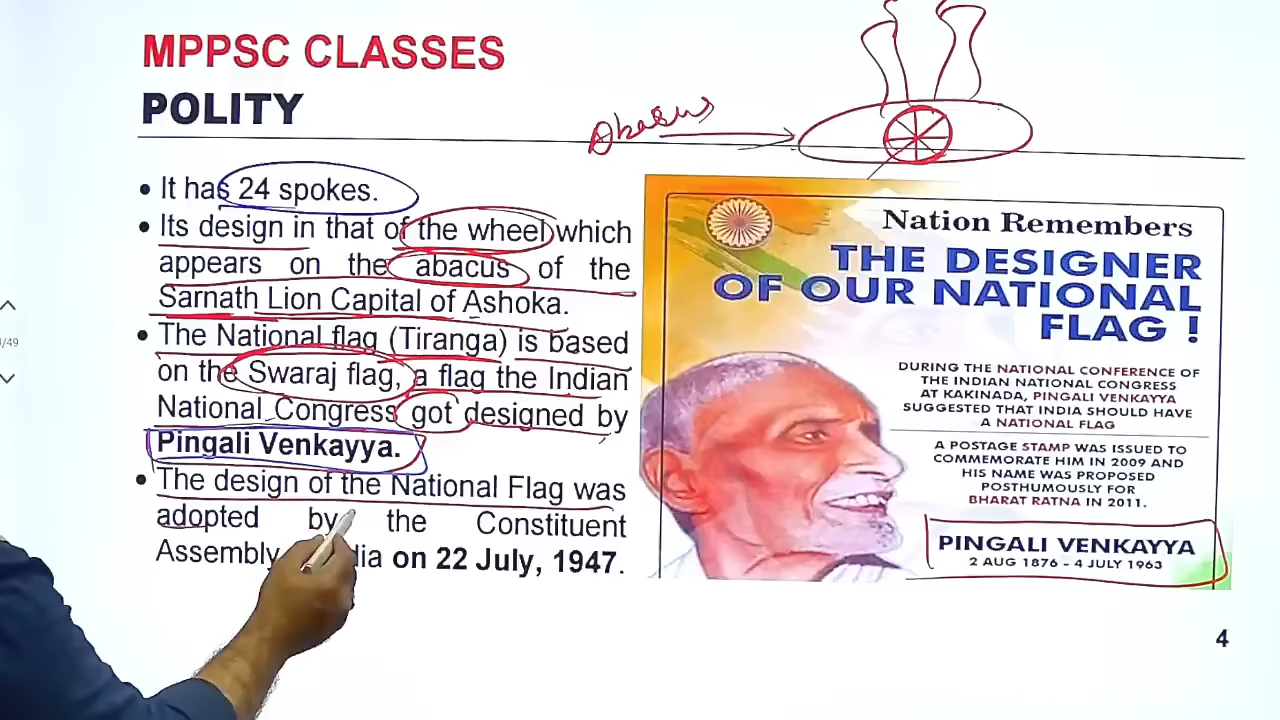 MPPSC CLASSES
POLITY
Abacus
• It has 24 spokes.
• Its design in that of the wheel which
appears on the abacus of the
Sarnath Lion Capital of Ashoka.
• The National flag (Tiranga) is based
on the Swaraj flag, a flag the Indian
National Congress got designed by
Pingali Venkayya.
• The design of the National Flag was
adopted by the Constituent
Assembly dia on 22 July, 1947.
Nation Remembers
THE DESIGNER
OF OUR NATIONAL
FLAG !
DURING THE NATIONAL CONFERENCE OF
THE INDIAN NATIONAL CONGRESS
AT KAKINADA, PINGALI VENKAYYA
SUGGESTED THAT INDIA SHOULD HAVE
A NATIONAL FLAG
A POSTAGE STAMP WAS ISSUED TO
COMMEMORATE HIM IN 2009 AND
HIS NAME WAS PROPOSED
POSTHUMOUSLY FOR
BHARAT RATNA IN 2011.
PINGALI VENKAYYA
2 AUG 1876 - 4 JULY 1963
/49
4